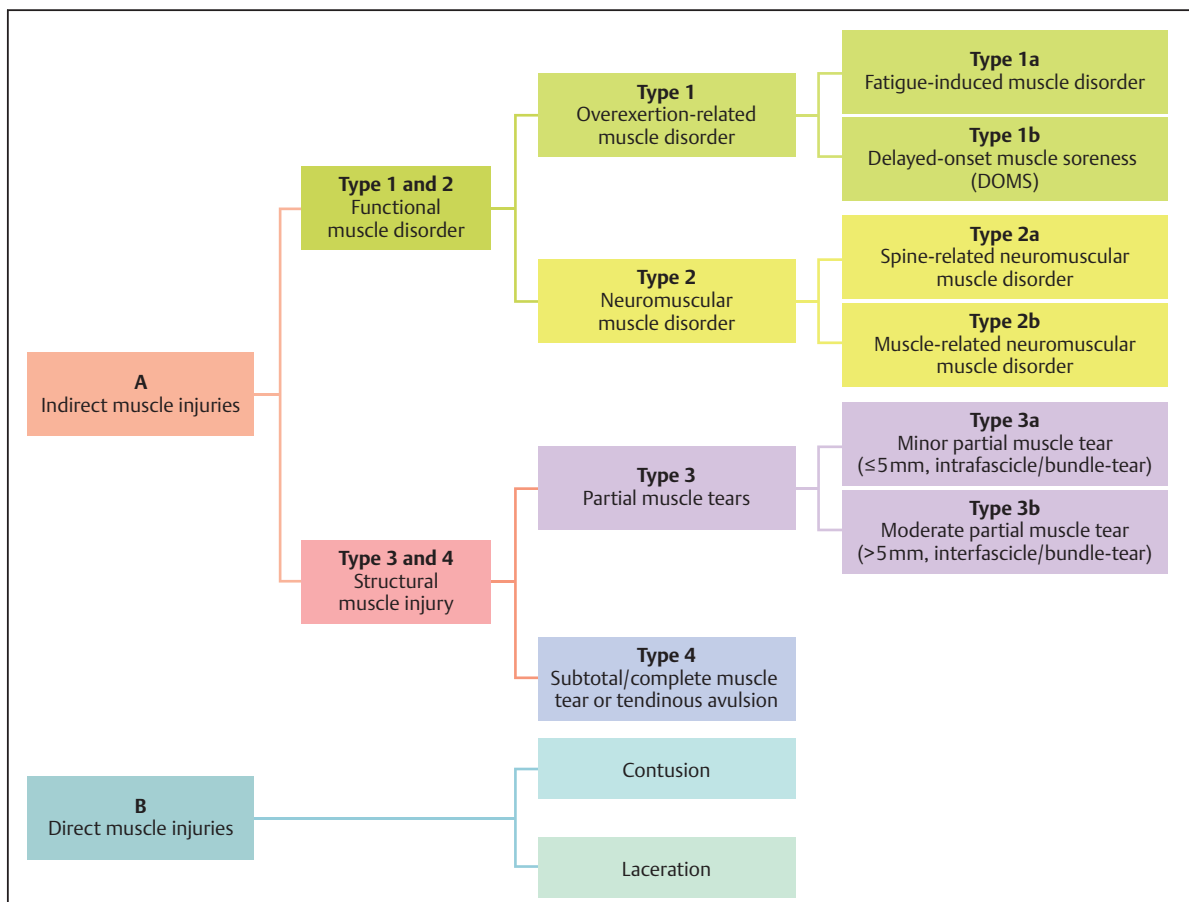 Type 1a
Fatigue-induced muscle disorder
Type 1
Overexertion-related
muscle disorder
Type 1b
Delayed-onset muscle soreness
(DOMS)
Type 1 and 2
Functional
muscle disorder
Type 2a
Spine-related neuromuscular
muscle disorder
Type 2
Neuromuscular
muscle disorder
Type 2b
Muscle-related neuromuscular
muscle disorder
A
Indirect muscle injuries
Type 3a
Minor partial muscle tear
(≤5mm, intrafascicle/bundle-tear)
Type 3
Partial muscle tears
Type 3b
Moderate partial muscle tear
(>5mm, interfascicle/bundle-tear)
Type 3 and 4
Structural
muscle injury
Type 4
Subtotal/complete muscle
tear or tendinous avulsion
Contusion
B
Direct muscle injuries
Laceration